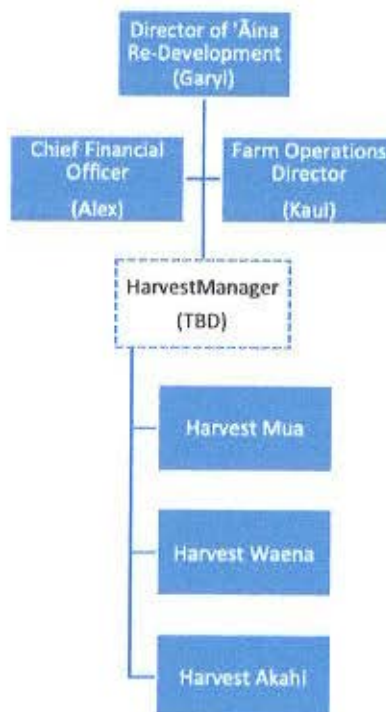 Director of 'Āina
Re-Development
(Garyl)
Chief Financial
Officer
(Alex)
Farm Operations
Director
(Kaui)
HarvestManager
(TBD)
Harvest Mua
Harvest Waena
Harvest Akahi